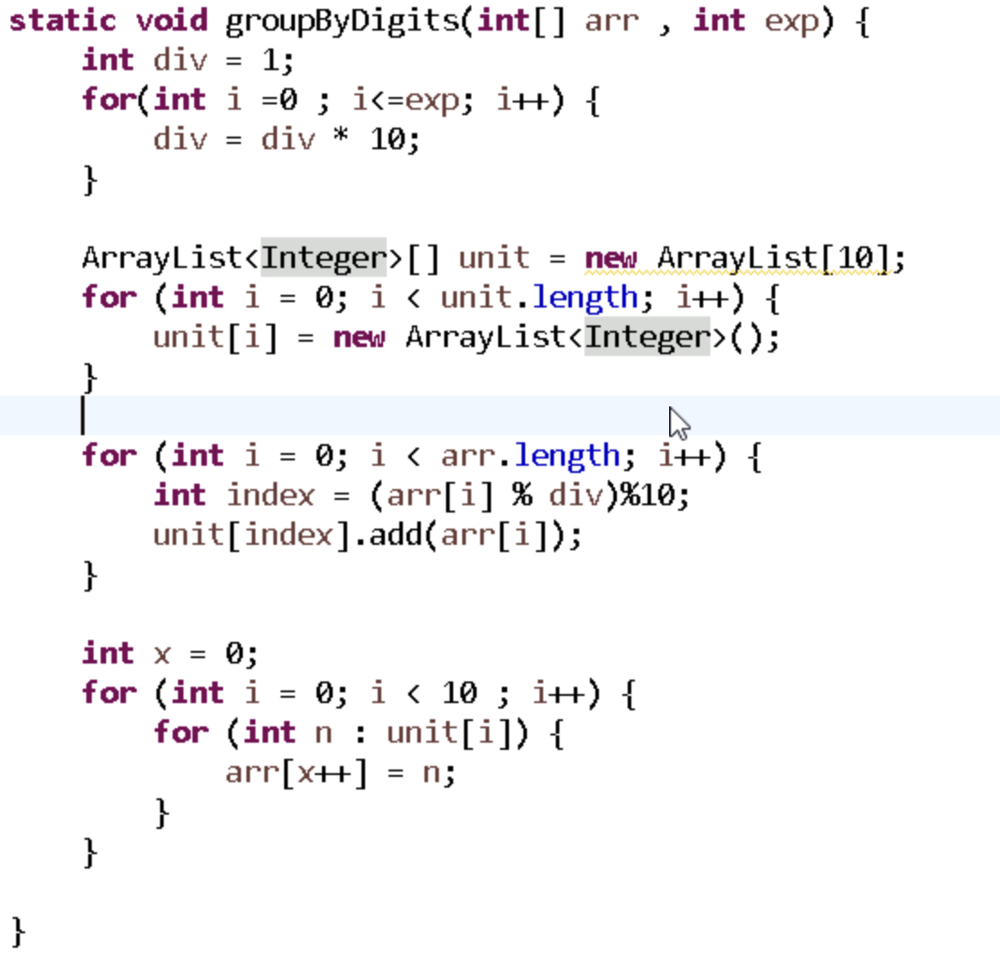 static void groupByDigits(int[] arr , int exp) {
    int div = 1;
    for(int i =0 ; i<=exp; i++) {
        div = div * 10;
    }
    ArrayList<Integer>[] unit = new ArrayList[10];
    for (int i = 0; i < unit.length; i++) {
        unit[i] = new ArrayList<Integer>();
    }
    for (int i = 0; i < arr.length; i++) {
        int index = (arr[i] % div)%10;
        unit[index].add(arr[i]);
    }
    int x = 0;
    for (int i = 0; i < 10 ; i++) {
        for (int n : unit[i]) {
            arr[x++] = n;
        }
    }
}